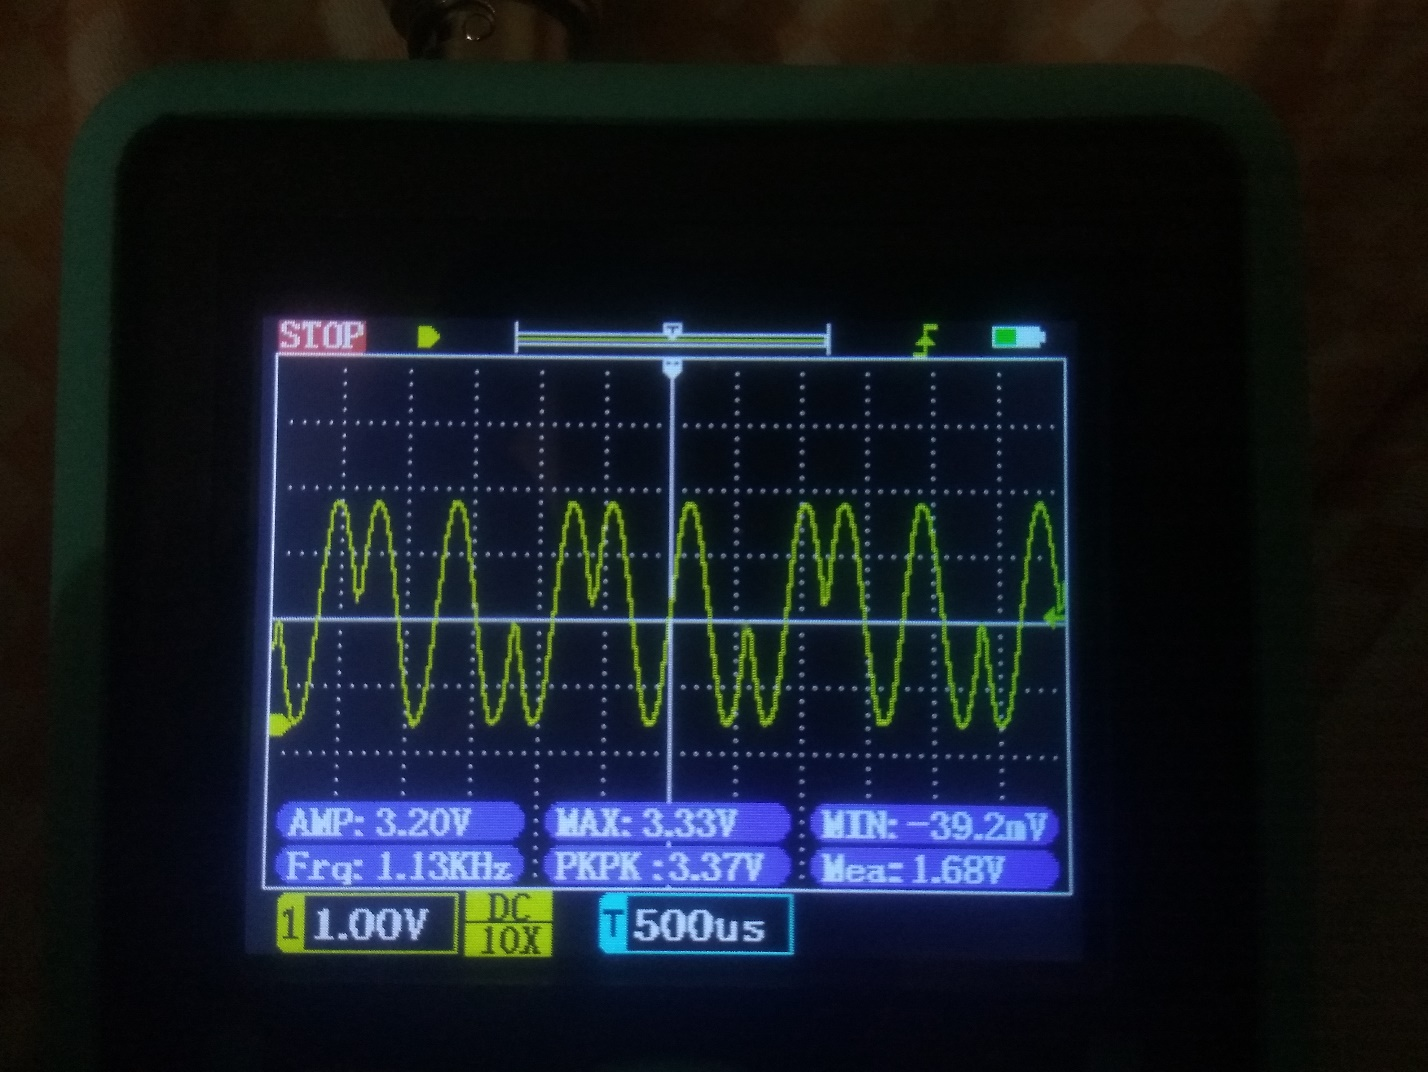 STOP
T
AMP: 3.20V MAX: 3.33V MIN: -39.2mV
Frq: 1.13KHz PKPK :3.37V Mea: 1.68V
1 1.00V DC 10X T 500us